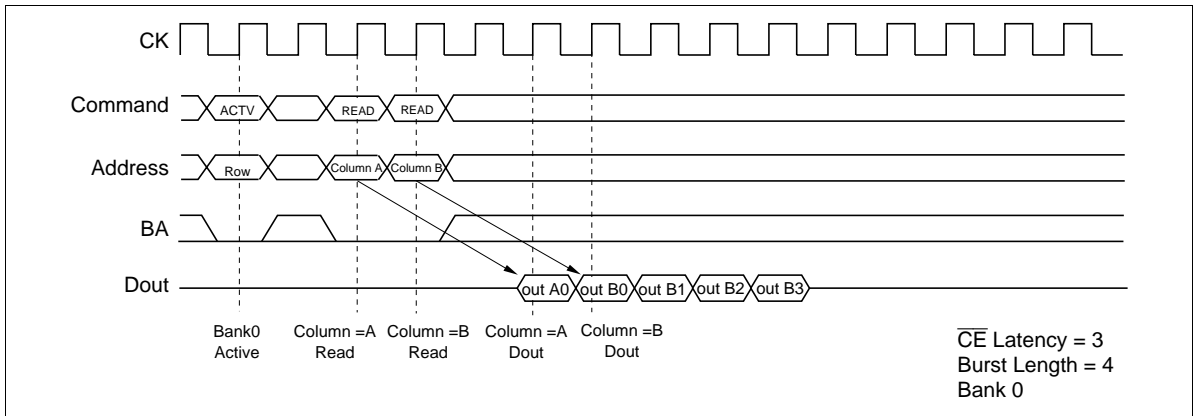 CK
Command
ACTV
READ
READ
Address
Row
Column A
Column B
BA
Dout
out A0
out B0
out B1
out B2
out B3
Bank0
Active
Column =A
Read
Column =B
Read
Column =A
Dout
Column =B
Dout
C̅E̅ Latency = 3
Burst Length = 4
Bank 0